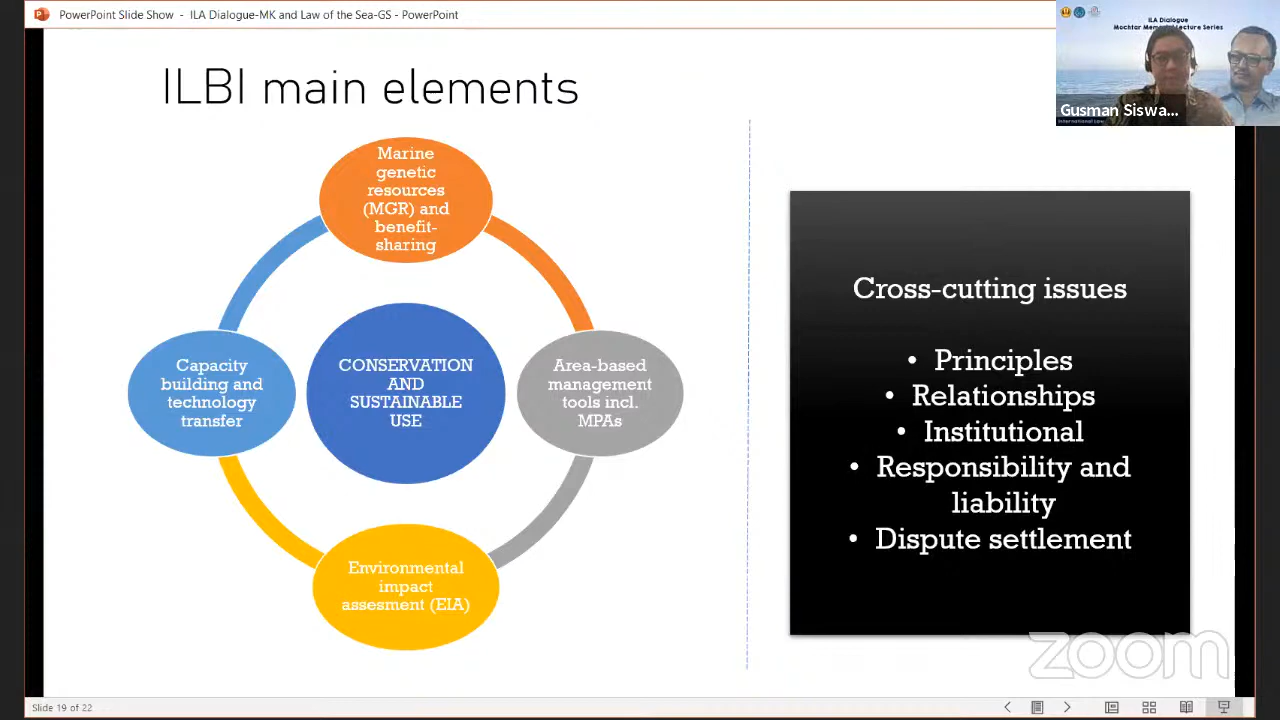 PowerPoint Slide Show - ILA Dialogue-MK and Law of the Sea-GS - PowerPoint
ILA Dialogue
Mochtar Memorial Lecture Series
Gusman Siswa...
ILBI main elements
Marine
genetic
resources
(MGR) and
benefit-
sharing
Capacity
building and
technology
transfer
CONSERVATION
AND
SUSTAINABLE
USE
Area-based
management
tools incl.
MPAs
Environmental
impact
assesment (EIA)
Cross-cutting issues
• Principles
• Relationships
• Institutional
• Responsibility and
liability
• Dispute settlement
zoom
Slide 19 of 22